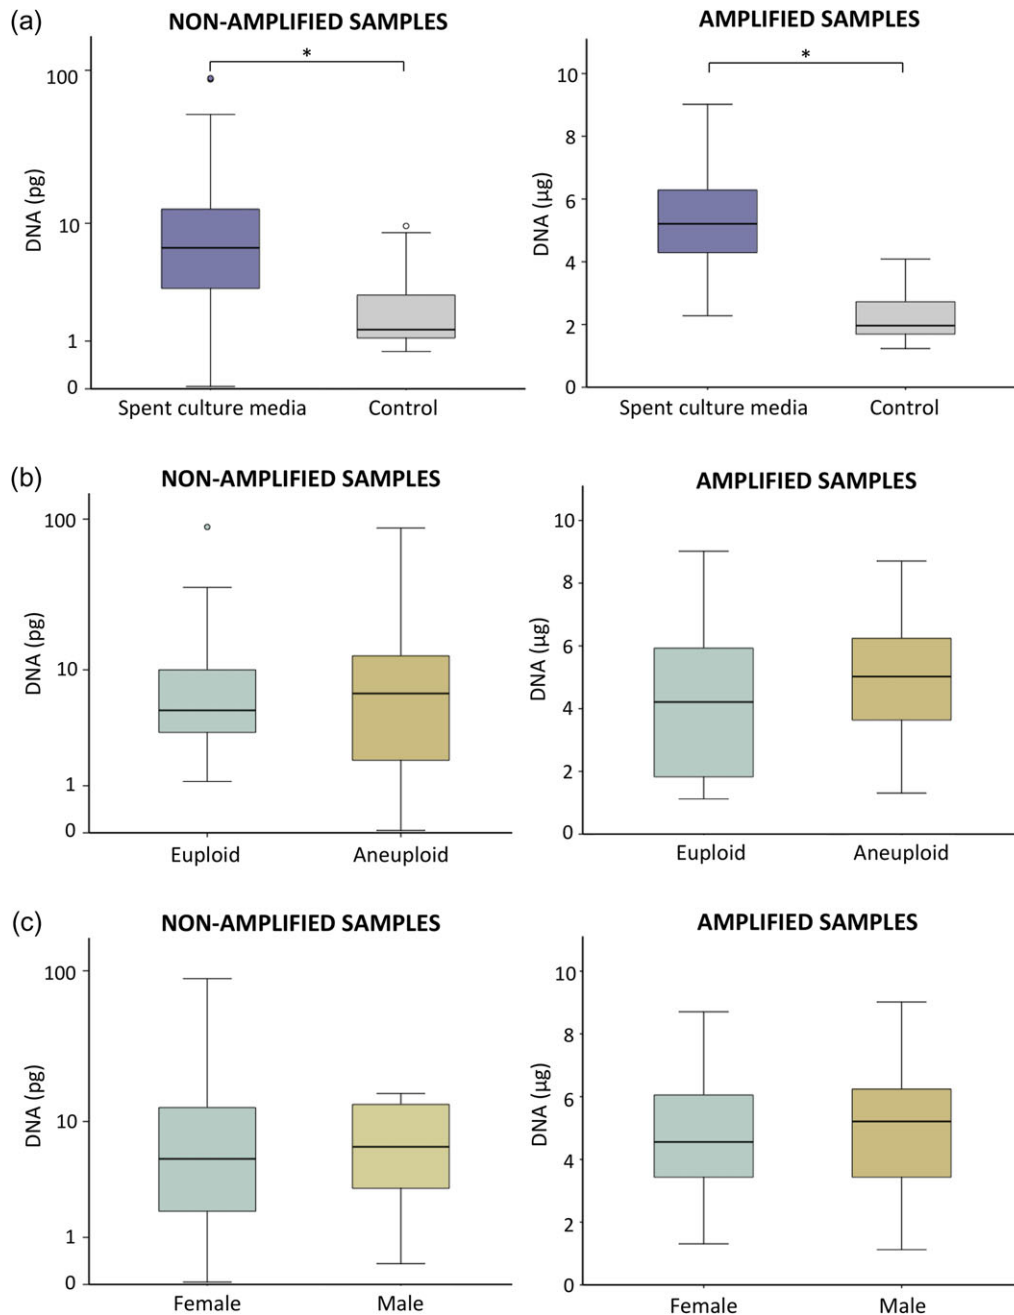 (a)
NON-AMPLIFIED SAMPLES
*
100
10
1
0
DNA (pg)
Spent culture media
Control
AMPLIFIED SAMPLES
*
10
8
6
4
2
0
DNA (µg)
Spent culture media
Control
(b)
NON-AMPLIFIED SAMPLES
100
10
1
0
DNA (pg)
Euploid
Aneuploid
AMPLIFIED SAMPLES
10
8
6
4
2
0
DNA (µg)
Euploid
Aneuploid
(c)
NON-AMPLIFIED SAMPLES
100
10
1
0
DNA (pg)
Female
Male
AMPLIFIED SAMPLES
10
8
6
4
2
0
DNA (µg)
Female
Male